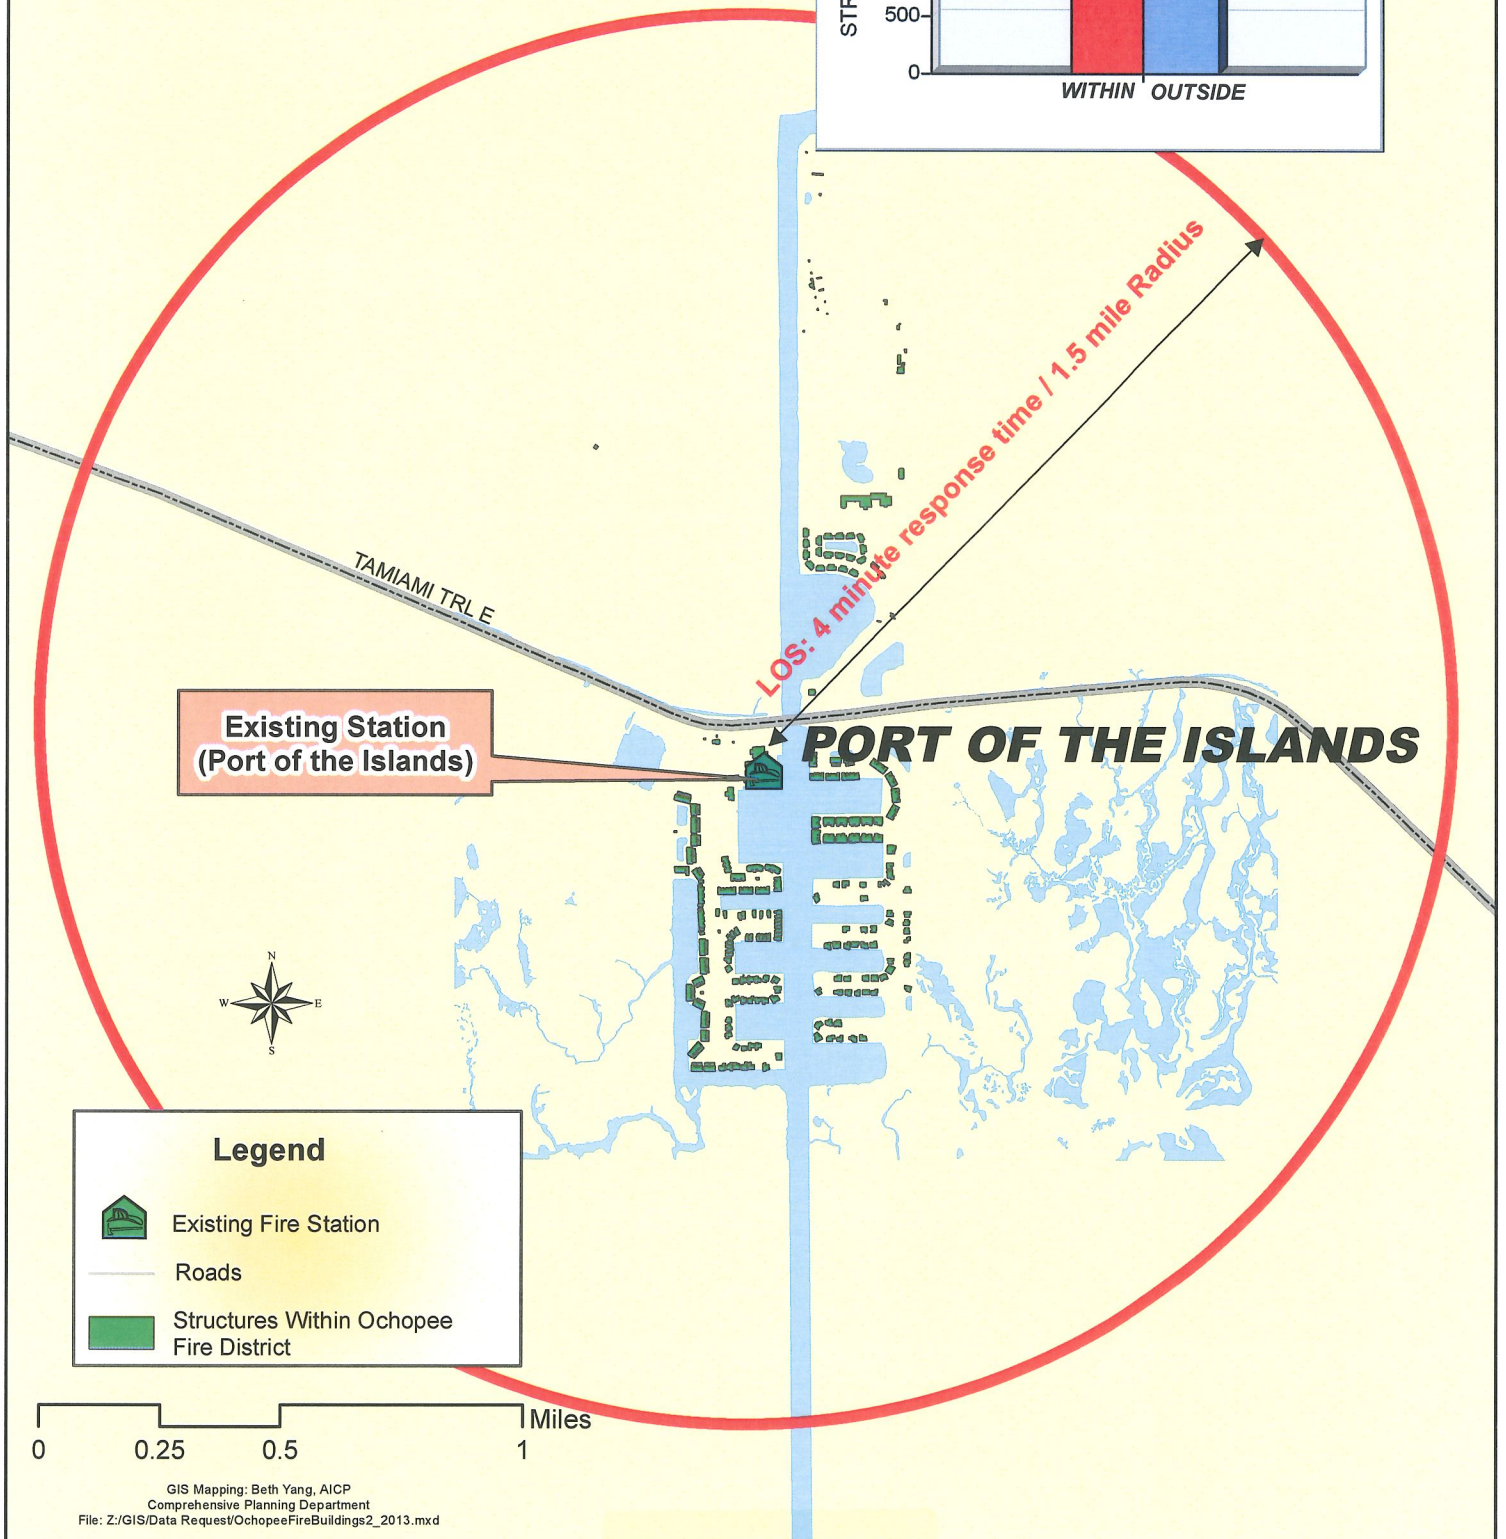 STR
500
0
WITHIN OUTSIDE
LOS: 4 minute response time / 1.5 mile Radius
TAMIAMI TRL E
Existing Station
(Port of the Islands)
PORT OF THE ISLANDS
N
W E
S
Legend
Existing Fire Station
Roads
Structures Within Ochopee
Fire District
Miles
0 0.25 0.5 1
GIS Mapping: Beth Yang, AICP
Comprehensive Planning Department
File: Z:/GIS/Data Request/OchopeeFireBuildings2_2013.mxd